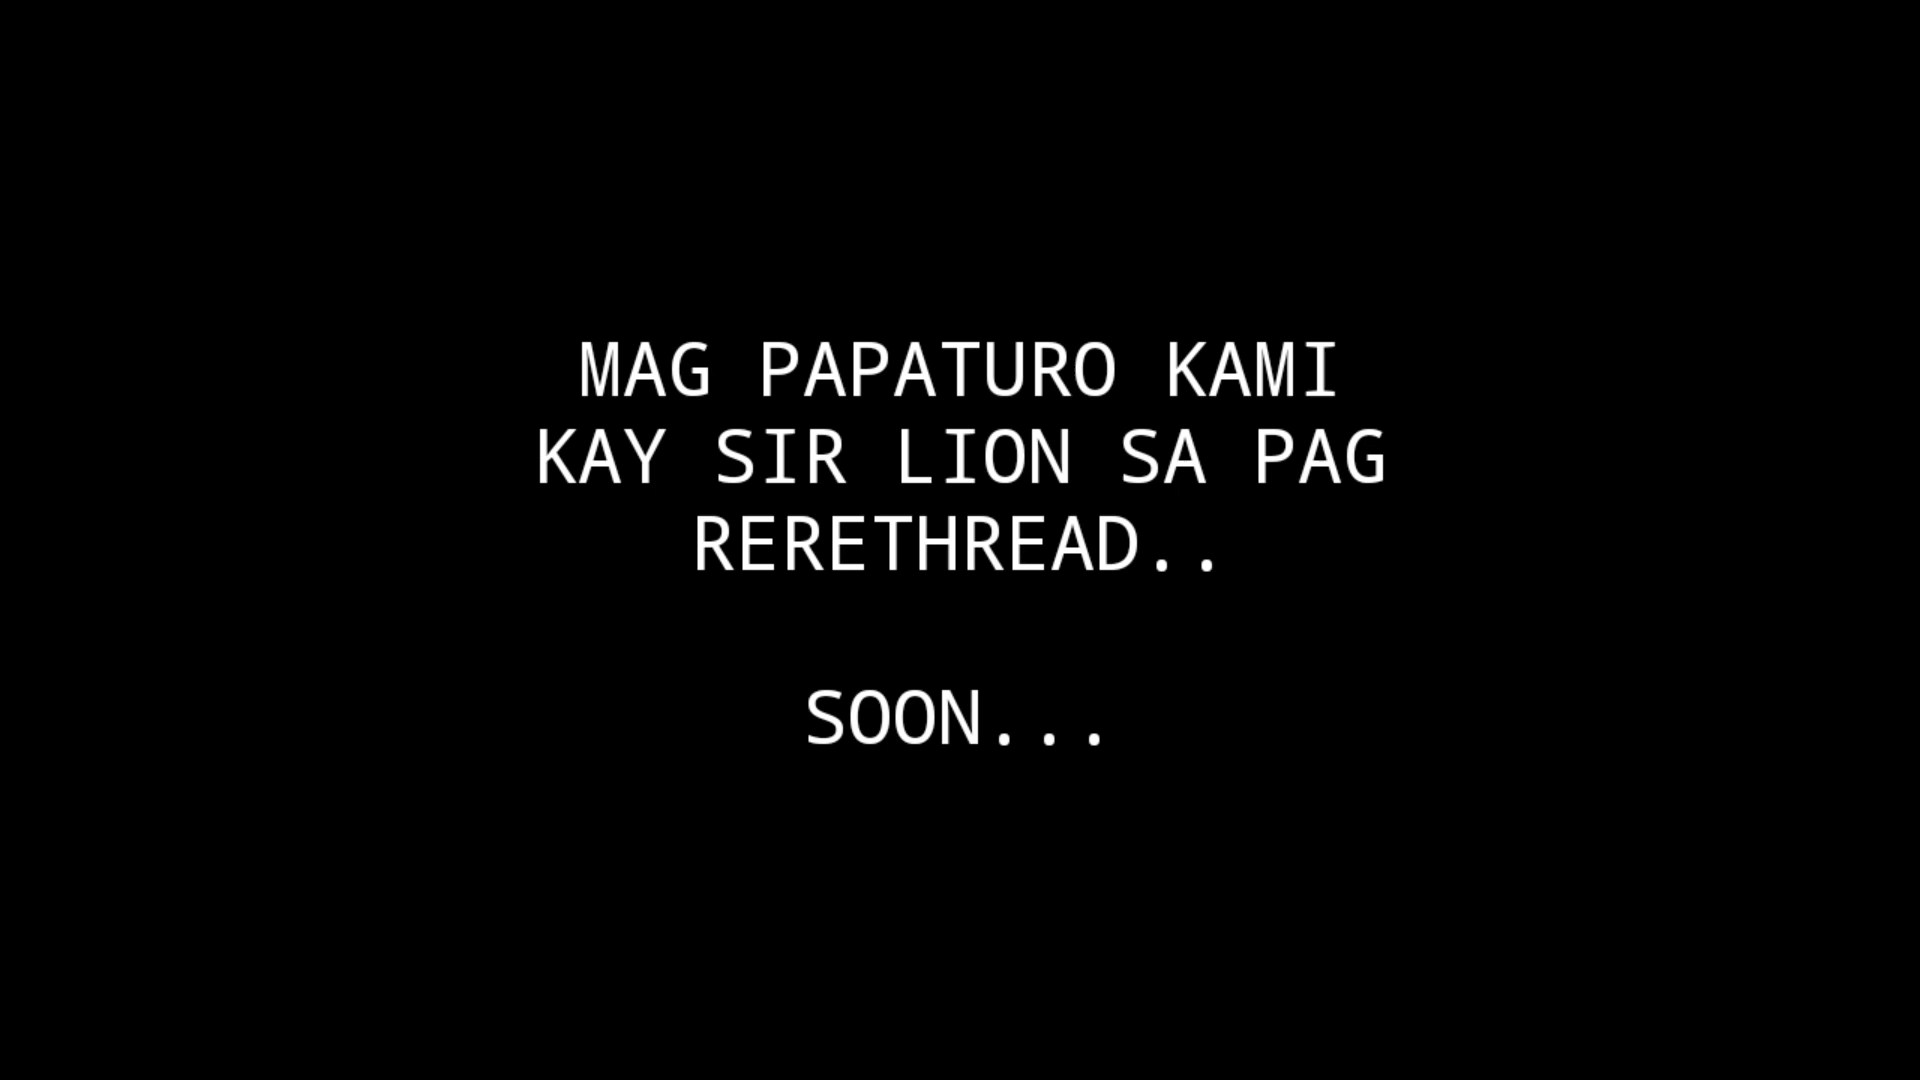 MAG PAPATURO KAMI
KAY SIR LION SA PAG
RERETHREAD..
SOON...